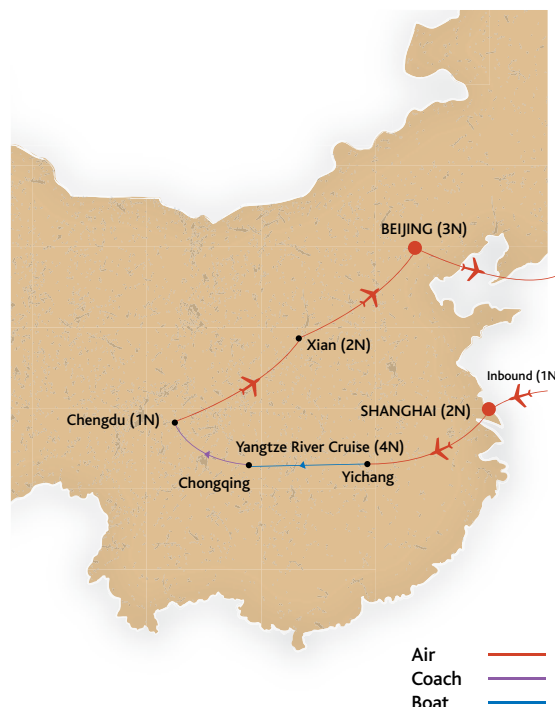 BEIJING (3N)
Xian (2N)
Inbound (1N
SHANGHAI (2N)
Chengdu (1N)
Yangtze River Cruise (4N)
Yichang
Chongqing
Air
Coach
Boat